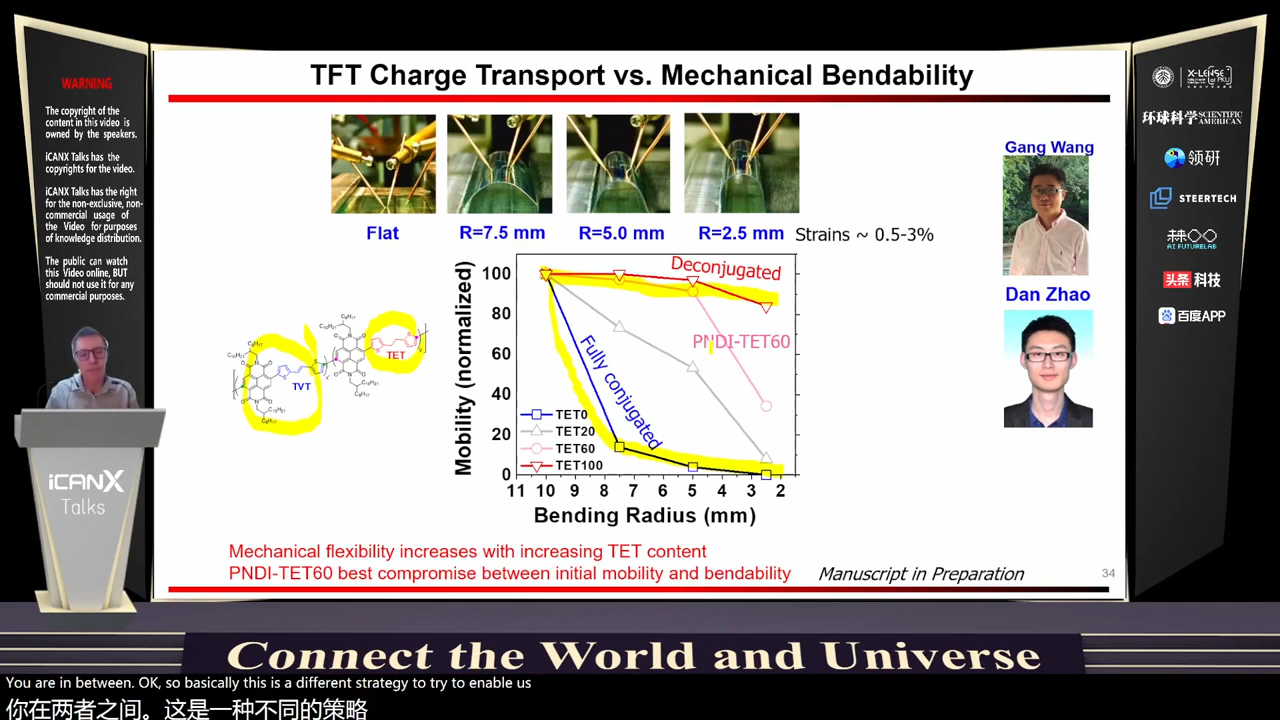 WARNING
The copyright of the
content in this video is
owned by the speakers.
iCANX Talks has the
copyrights for the video.
iCANX Talks has the right
for the non-exclusive, non-
commercial usage of
the Video for purposes
of knowledge distribution.
The public can watch
this Video online, BUT
should not use it for any
commercial purposes.
iCANX
Talks
TFT Charge Transport vs. Mechanical Bendability
Flat
R=7.5 mm
R=5.0 mm
R=2.5 mm
Strains ~ 0.5-3%
Gang Wang
Dan Zhao
TVT
TET
Mobility (normalized)
100
80
60
40
20
0
Deconjugated
PNDI-TET60
Fully conjugated
TET0
TET20
TET60
TET100
11 10 9 8 7 6 5 4 3 2
Bending Radius (mm)
Mechanical flexibility increases with increasing TET content
PNDI-TET60 best compromise between initial mobility and bendability
Manuscript in Preparation
34
X-LENSE
环球科学 SCIENTIFIC AMERICAN
领研
STEERTECH
AI FUTURELAB
头条 科技
百度APP
Connect the World and Universe
You are in between. OK, so basically this is a different strategy to try to enable us
你在两者之间。这是一种不同的策略